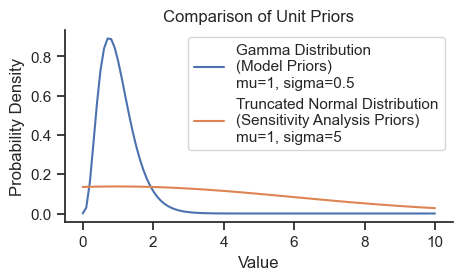 Comparison of Unit Priors
Gamma Distribution
(Model Priors)
mu=1, sigma=0.5
Truncated Normal Distribution
(Sensitivity Analysis Priors)
mu=1, sigma=5
Probability Density
0.8
0.6
0.4
0.2
0.0
0 2 4 6 8 10
Value